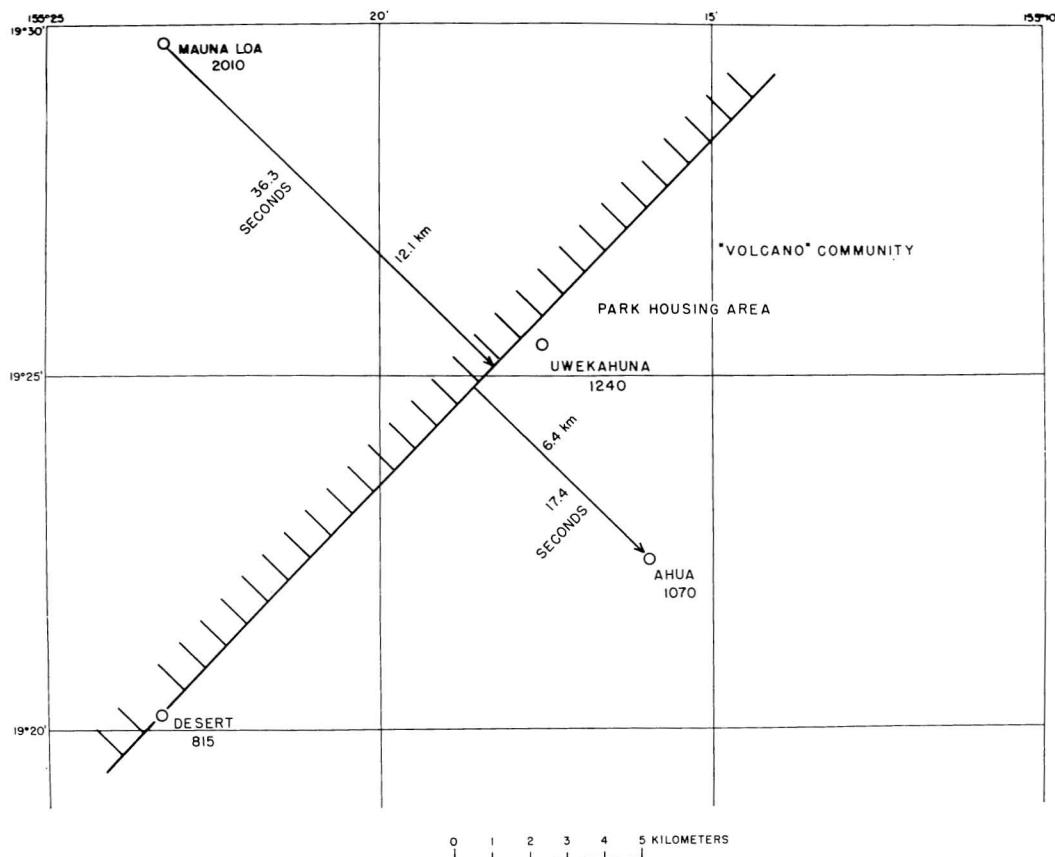 155°25
20'
15'
155°10
19°30'
MAUNA LOA
2010
36.3
SECONDS
12.1 km
"VOLCANO" COMMUNITY
PARK HOUSING AREA
UWEKAHUNA
1240
19°25'
6.4 km
17.4
SECONDS
AHUA
1070
DESERT
815
19°20'
0 1 2 3 4 5 KILOMETERS